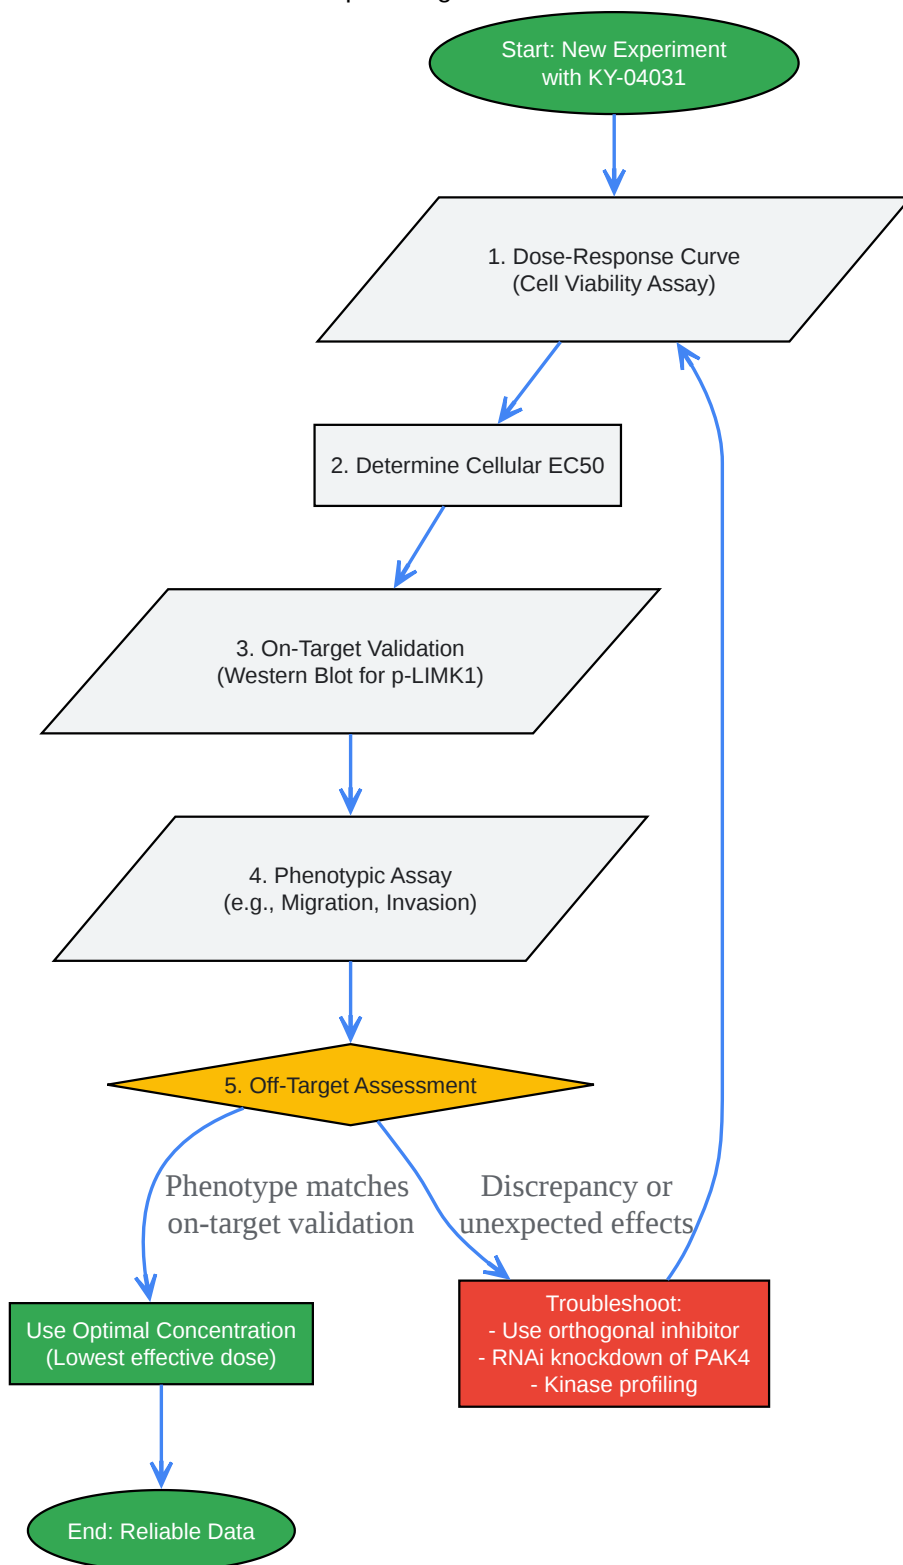 Start: New Experiment
with KY-04031
1. Dose-Response Curve
(Cell Viability Assay)
2. Determine Cellular EC50
3. On-Target Validation
(Western Blot for p-LIMK1)
4. Phenotypic Assay
(e.g., Migration, Invasion)
5. Off-Target Assessment
Phenotype matches
on-target validation
Discrepancy or
unexpected effects
Use Optimal Concentration
(Lowest effective dose)
Troubleshoot:
- Use orthogonal inhibitor
- RNAi knockdown of PAK4
- Kinase profiling
End: Reliable Data